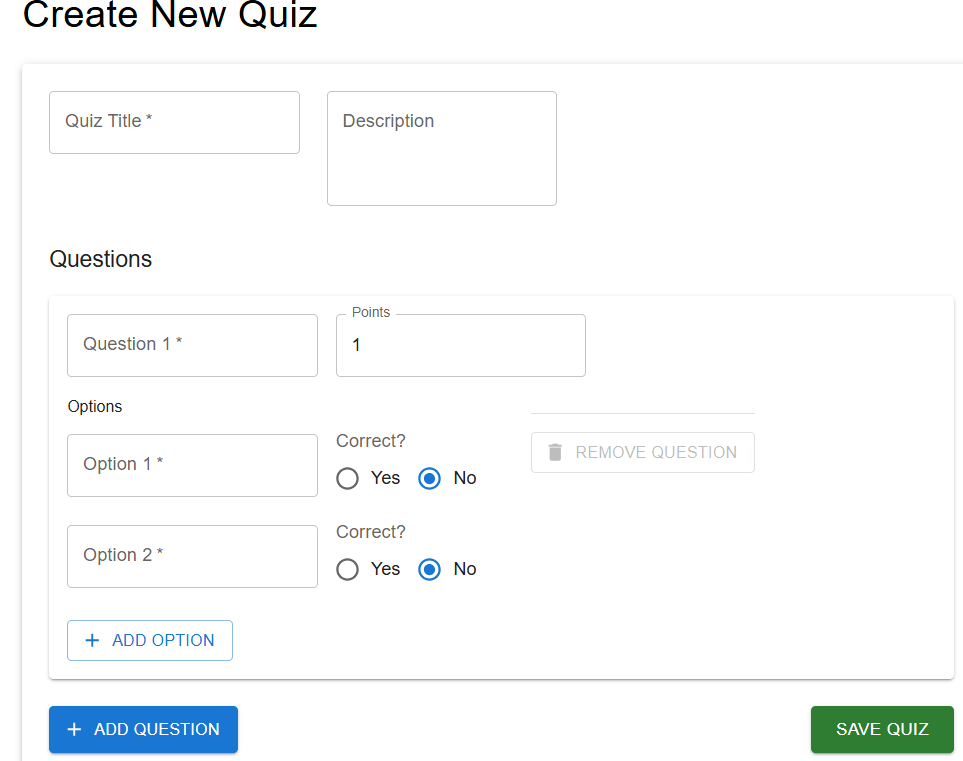 Create New Quiz
Quiz Title *
Description
Questions
Question 1 *
Points
1
Options
Option 1 *
Correct?
Yes
No
REMOVE QUESTION
Option 2 *
Correct?
Yes
No
+ ADD OPTION
+ ADD QUESTION
SAVE QUIZ